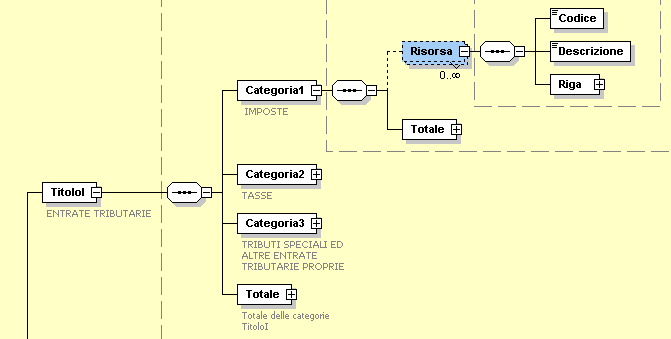 Codice
Risorsa
Descrizione
0..∞
Riga
Categoria1
IMPOSTE
Totale
Categoria2
TitoloI
TASSE
ENTRATE TRIBUTARIE
Categoria3
TRIBUTI SPECIALI ED
ALTRE ENTRATE
TRIBUTARIE PROPRIE
Totale
Totale delle categorie
TitoloI